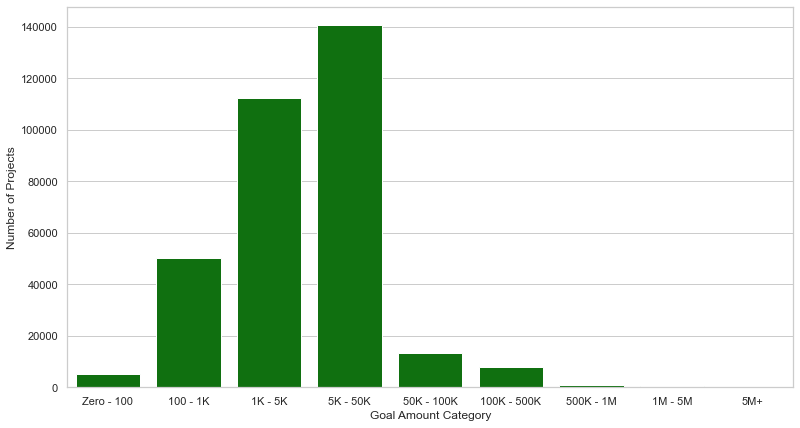 140000
120000
100000
80000
60000
40000
20000
0
Number of Projects
Zero - 100 100 - 1K 1K - 5K 5K - 50K 50K - 100K 100K - 500K 500K - 1M 1M - 5M 5M+
Goal Amount Category